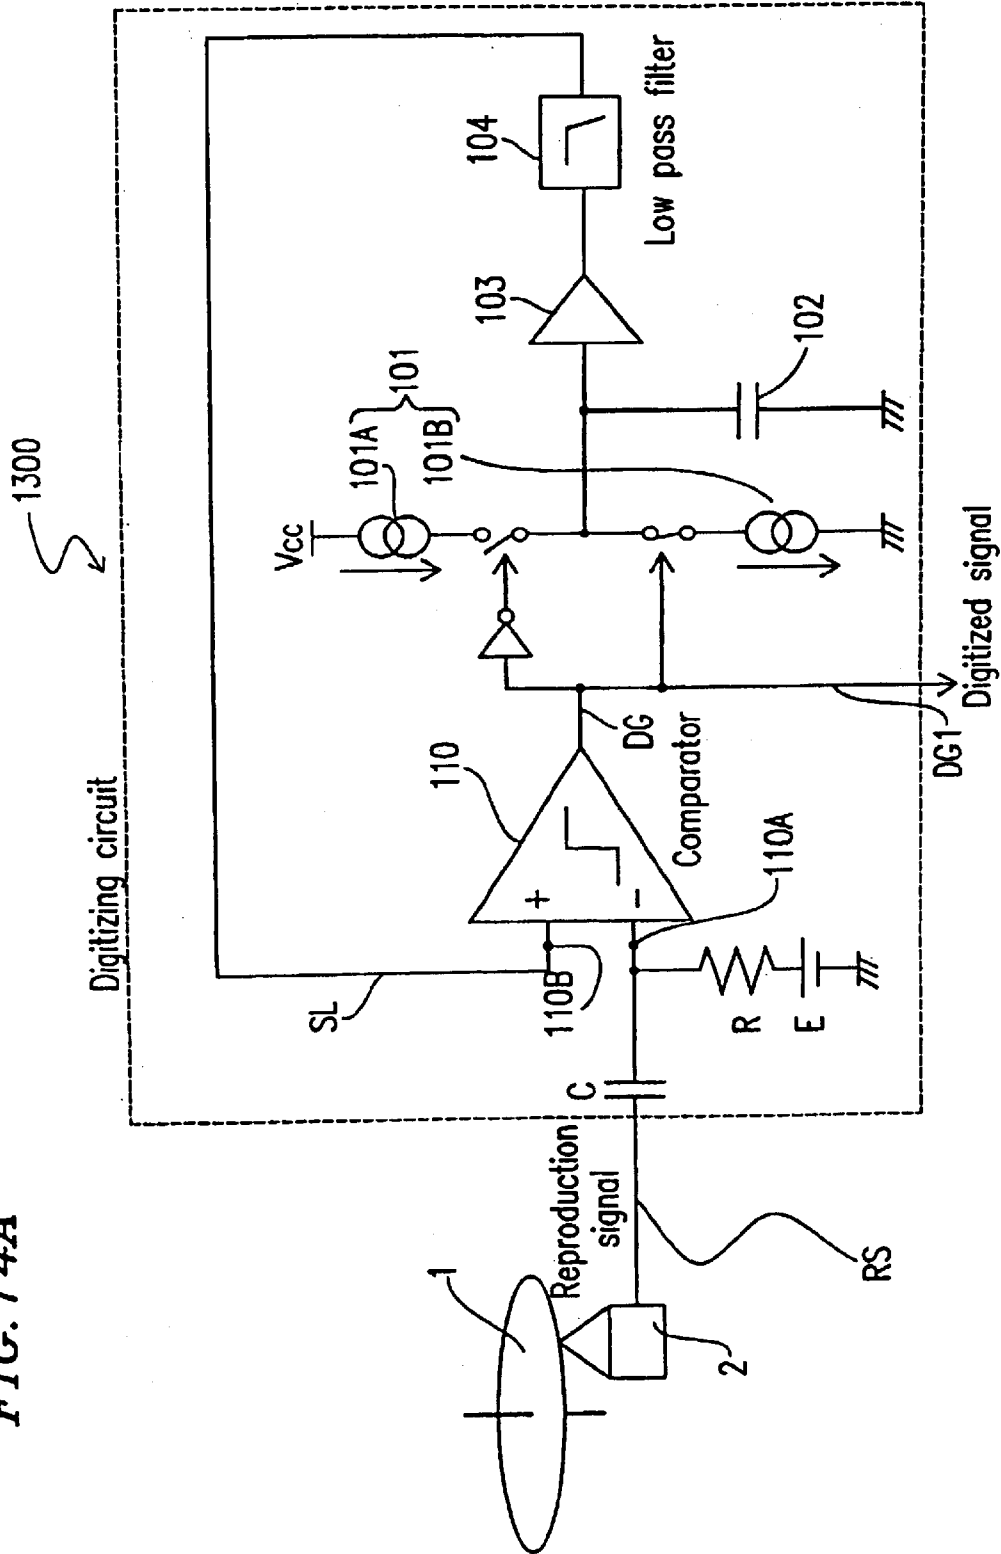 FIG. 74A
1300
Digitizing circuit
SL
110
Vcc
101A
101
101B
103
104
Low pass filter
102
+
-
110B
110A
Comparator
DG
DG1
Digitized signal
C
R
E
Reproduction
signal
RS
1
2